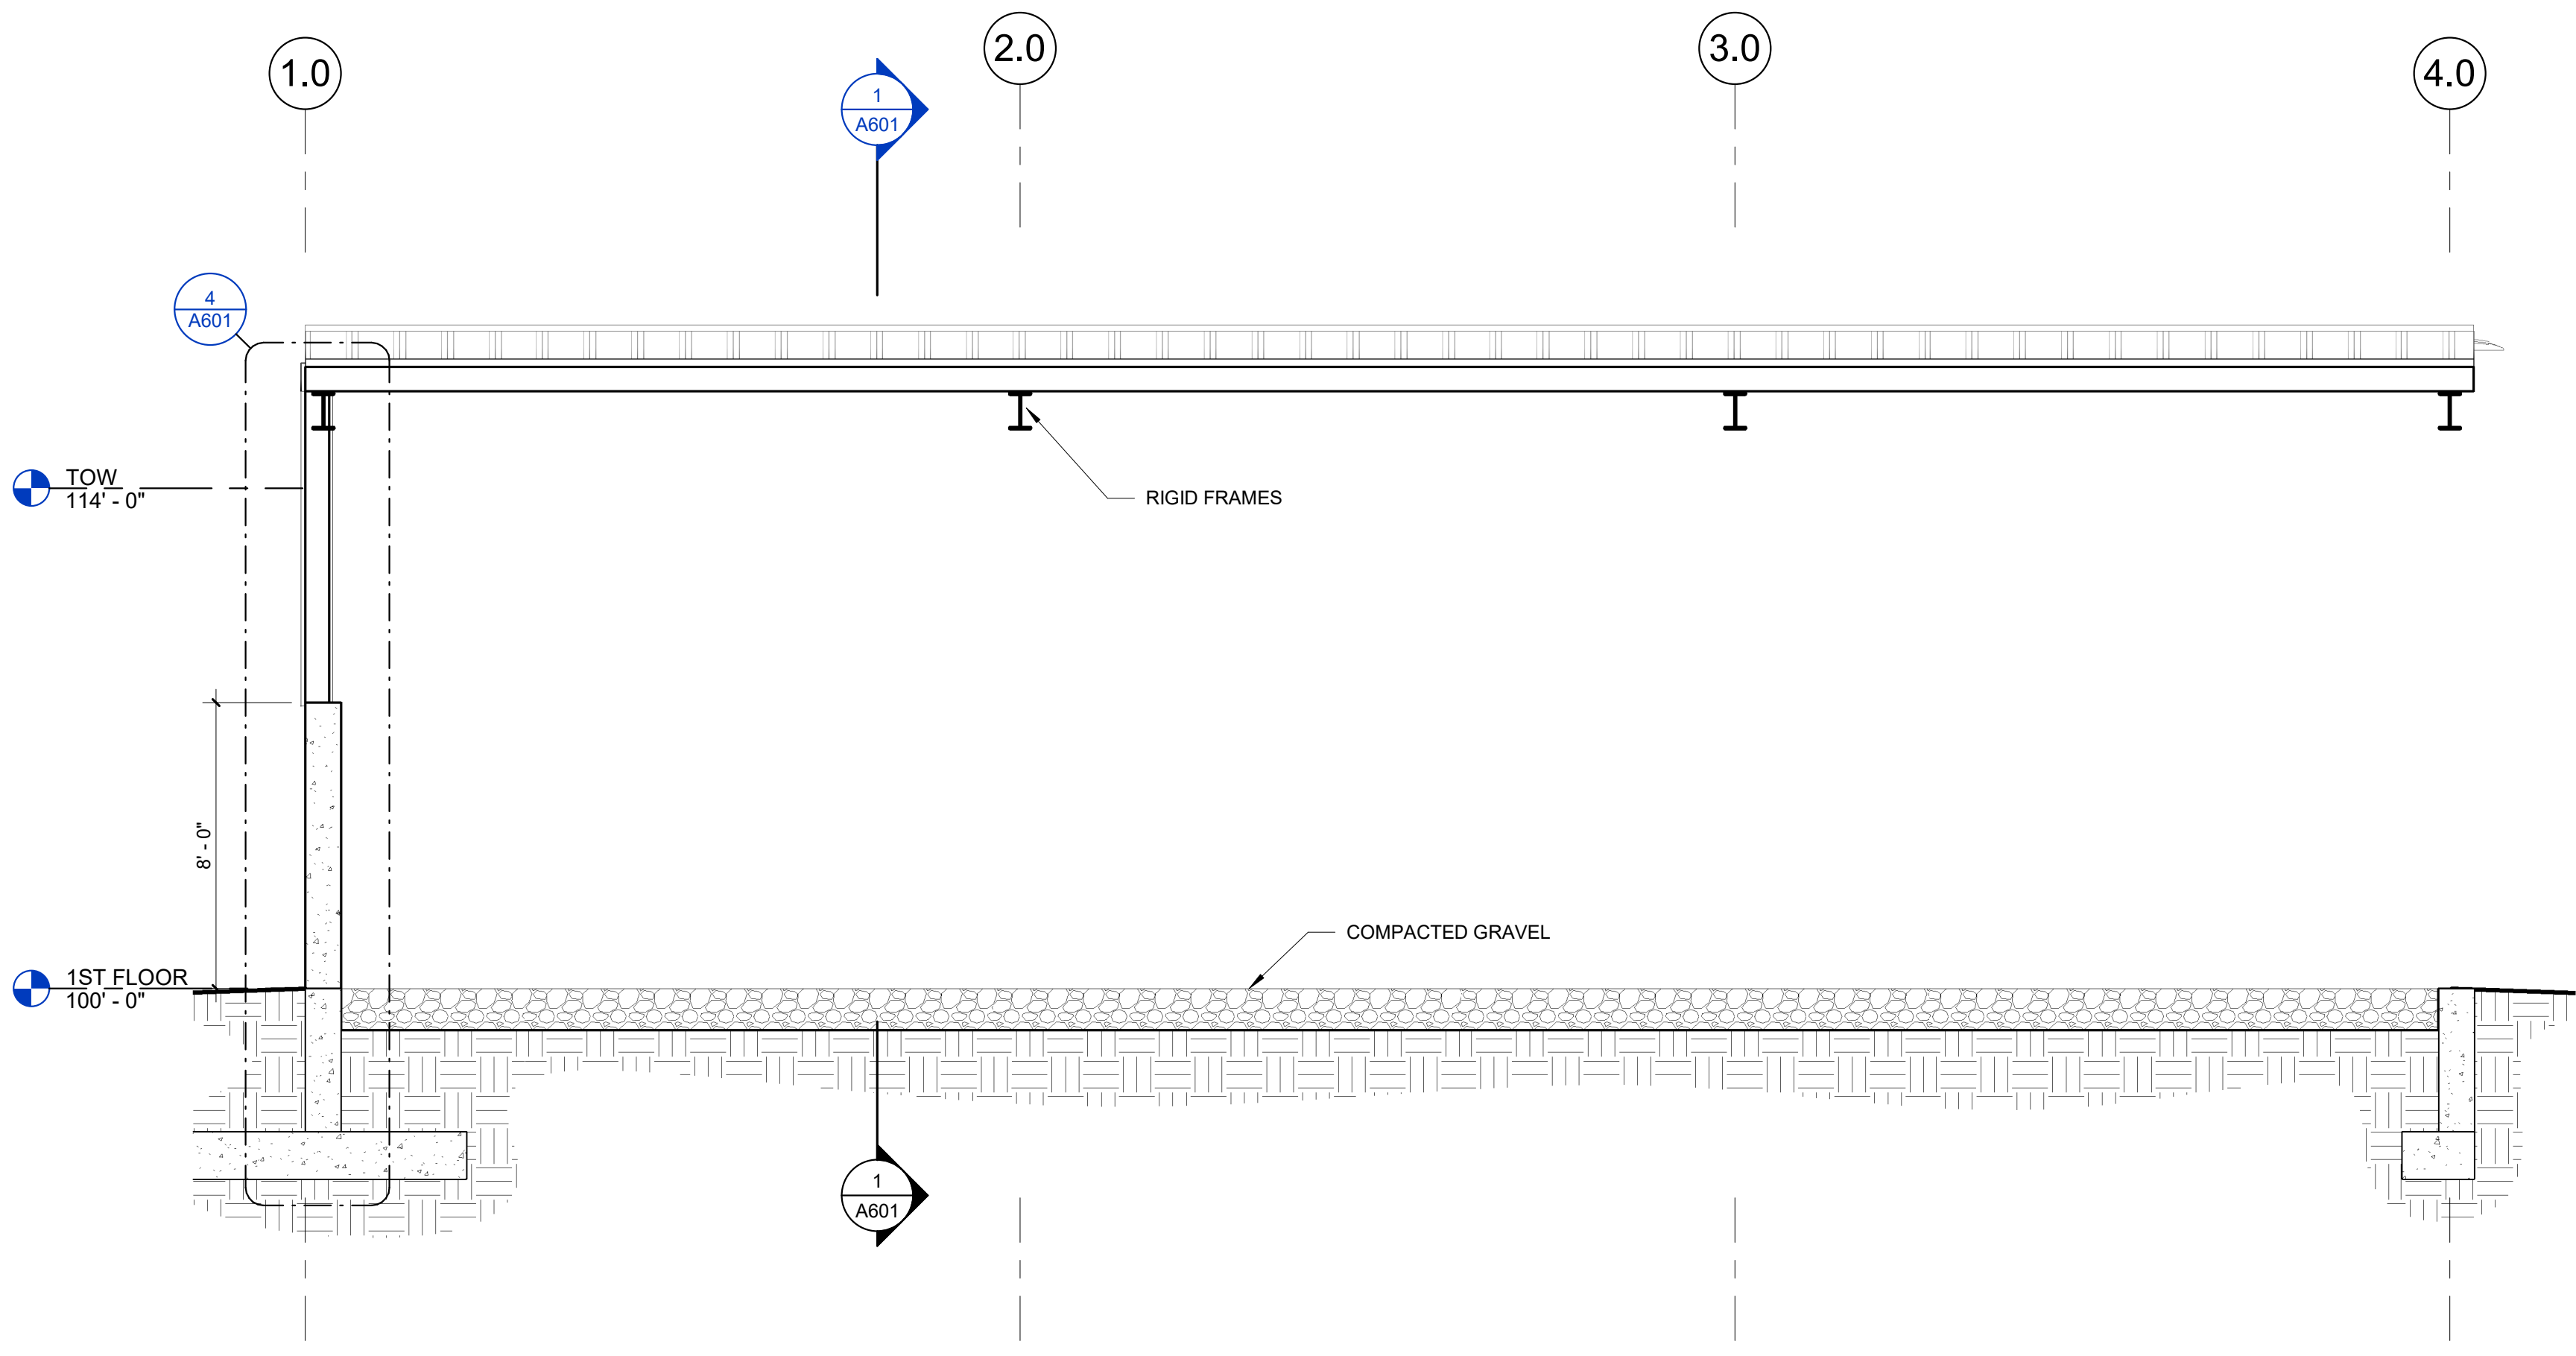 1.0
2.0
3.0
4.0
1
A601
4
A601
TOW
114' - 0"
RIGID FRAMES
8' - 0"
COMPACTED GRAVEL
1ST FLOOR
100' - 0"
1
A601